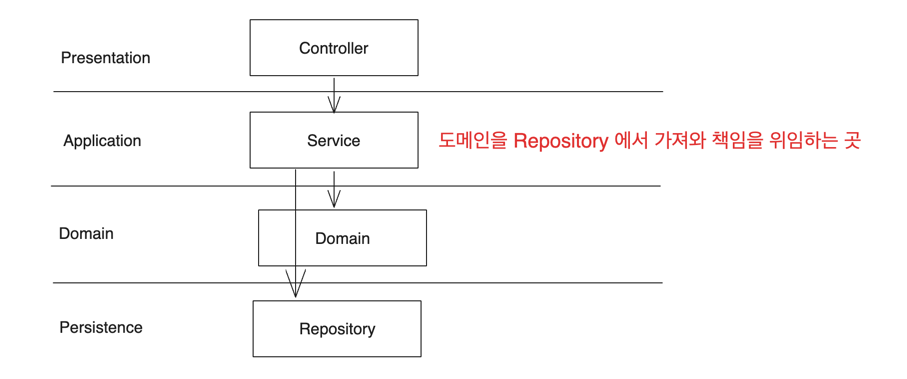 Presentation
Controller
Application
Service
도메인을 Repository 에서 가져와 책임을 위임하는 곳
Domain
Domain
Persistence
Repository